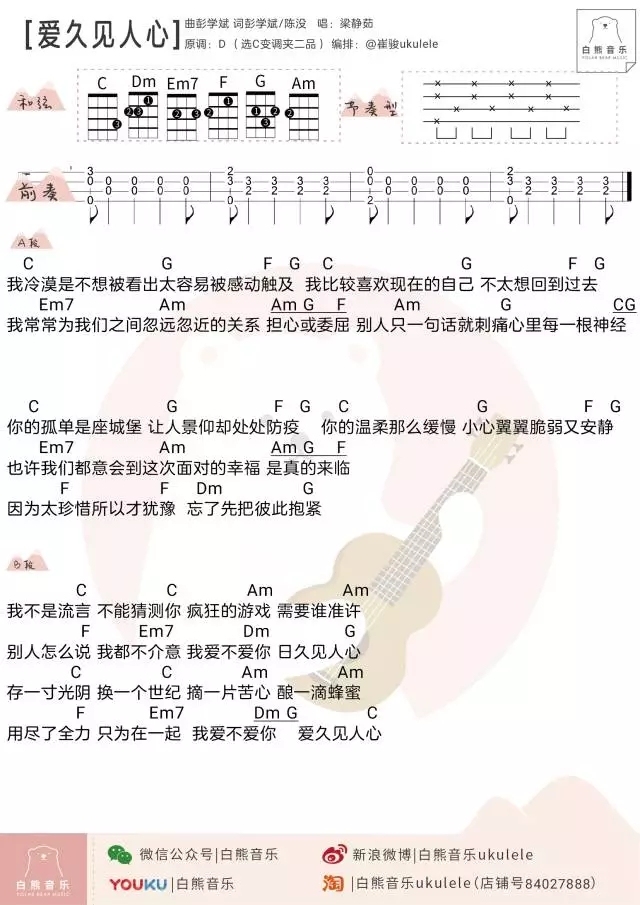 [爱久见人心]
曲彭学斌 词彭学斌/陈没 唱：梁静茹
原调：D （选C变调夹二品） 编排：@崔骏ukulele
白熊音乐
POLAR BEAR MUSIC
和弦
C Dm Em7 F G Am
节奏型
前奏
A段
C G F G C G F G
我冷漠是不想被看出太容易被感动触及 我比较喜欢现在的自己 不太想回到过去
Em7 Am Am G F Am G CG
我常常为我们之间忽远忽近的关系 担心或委屈 别人只一句话就刺痛心里每一根神经
C G F G C G F G
你的孤单是座城堡 让人景仰却处处防疫 你的温柔那么缓慢 小心翼翼脆弱又安静
Em7 Am Am G F
也许我们都意会到这次面对的幸福 是真的来临
F F Dm G
因为太珍惜所以才犹豫 忘了先把彼此抱紧
B段
C C Am Am
我不是流言 不能猜测你 疯狂的游戏 需要谁准许
F Em7 Dm G
别人怎么说 我都不介意 我爱不爱你 日久见人心
C C Am Am
存一寸光阴 换一个世纪 摘一片苦心 酿一滴蜂蜜
F Em7 Dm G C
用尽了全力 只为在一起 我爱不爱你 爱久见人心
白熊音乐
POLAR BEAR MUSIC
微信公众号|白熊音乐
新浪微博|白熊音乐ukulele
YOUKU|白熊音乐
淘|白熊音乐ukulele(店铺号84027888)